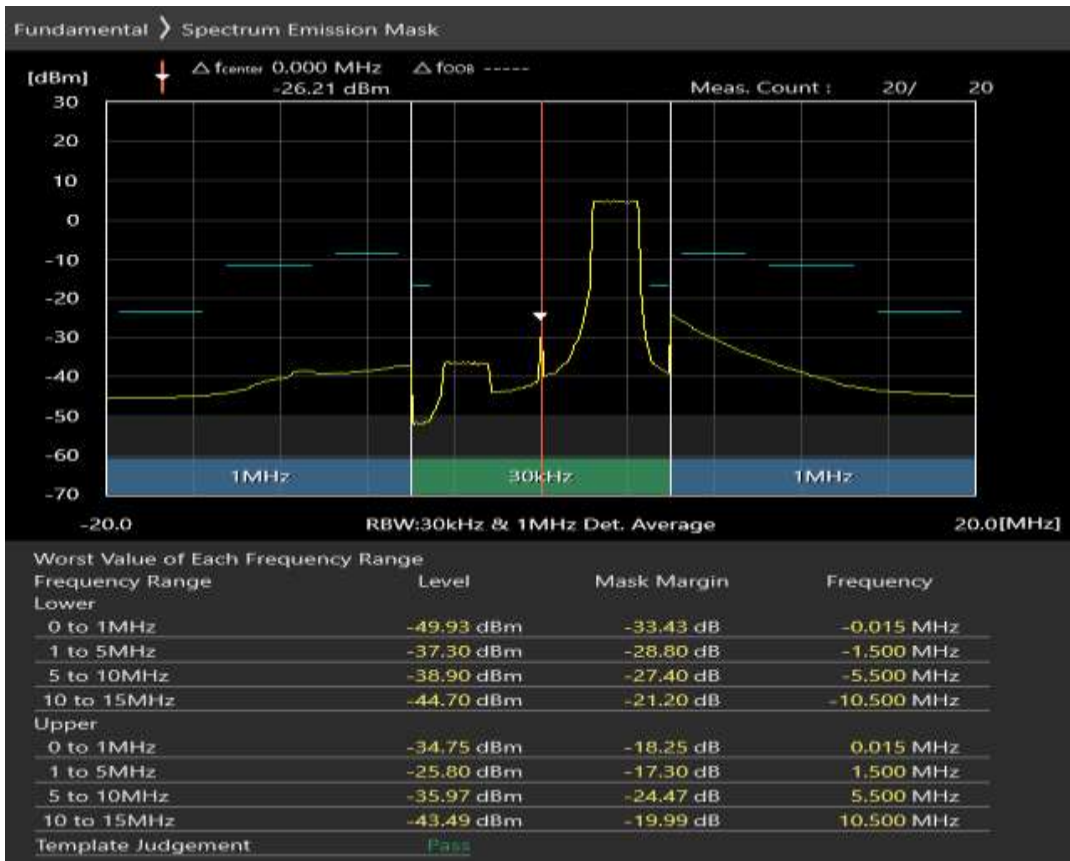 Fundamental 〉 Spectrum Emission Mask
△ fcenter 0.000 MHz △ fOOB -----
[dBm] -26.21 dBm Meas. Count : 20/ 20
30
20
10
0
-10
-20
-30
-40
-50
-60
-70
1MHz 30kHz 1MHz
-20.0 RBW:30kHz & 1MHz Det. Average 20.0[MHz]
Worst Value of Each Frequency Range
Frequency Range Level Mask Margin Frequency
Lower
0 to 1MHz -49.93 dBm -33.43 dB -0.015 MHz
1 to 5MHz -37.30 dBm -28.80 dB -1.500 MHz
5 to 10MHz -38.90 dBm -27.40 dB -5.500 MHz
10 to 15MHz -44.70 dBm -21.20 dB -10.500 MHz
Upper
0 to 1MHz -34.75 dBm -18.25 dB 0.015 MHz
1 to 5MHz -25.80 dBm -17.30 dB 1.500 MHz
5 to 10MHz -35.97 dBm -24.47 dB 5.500 MHz
10 to 15MHz -43.49 dBm -19.99 dB 10.500 MHz
Template Judgement Pass